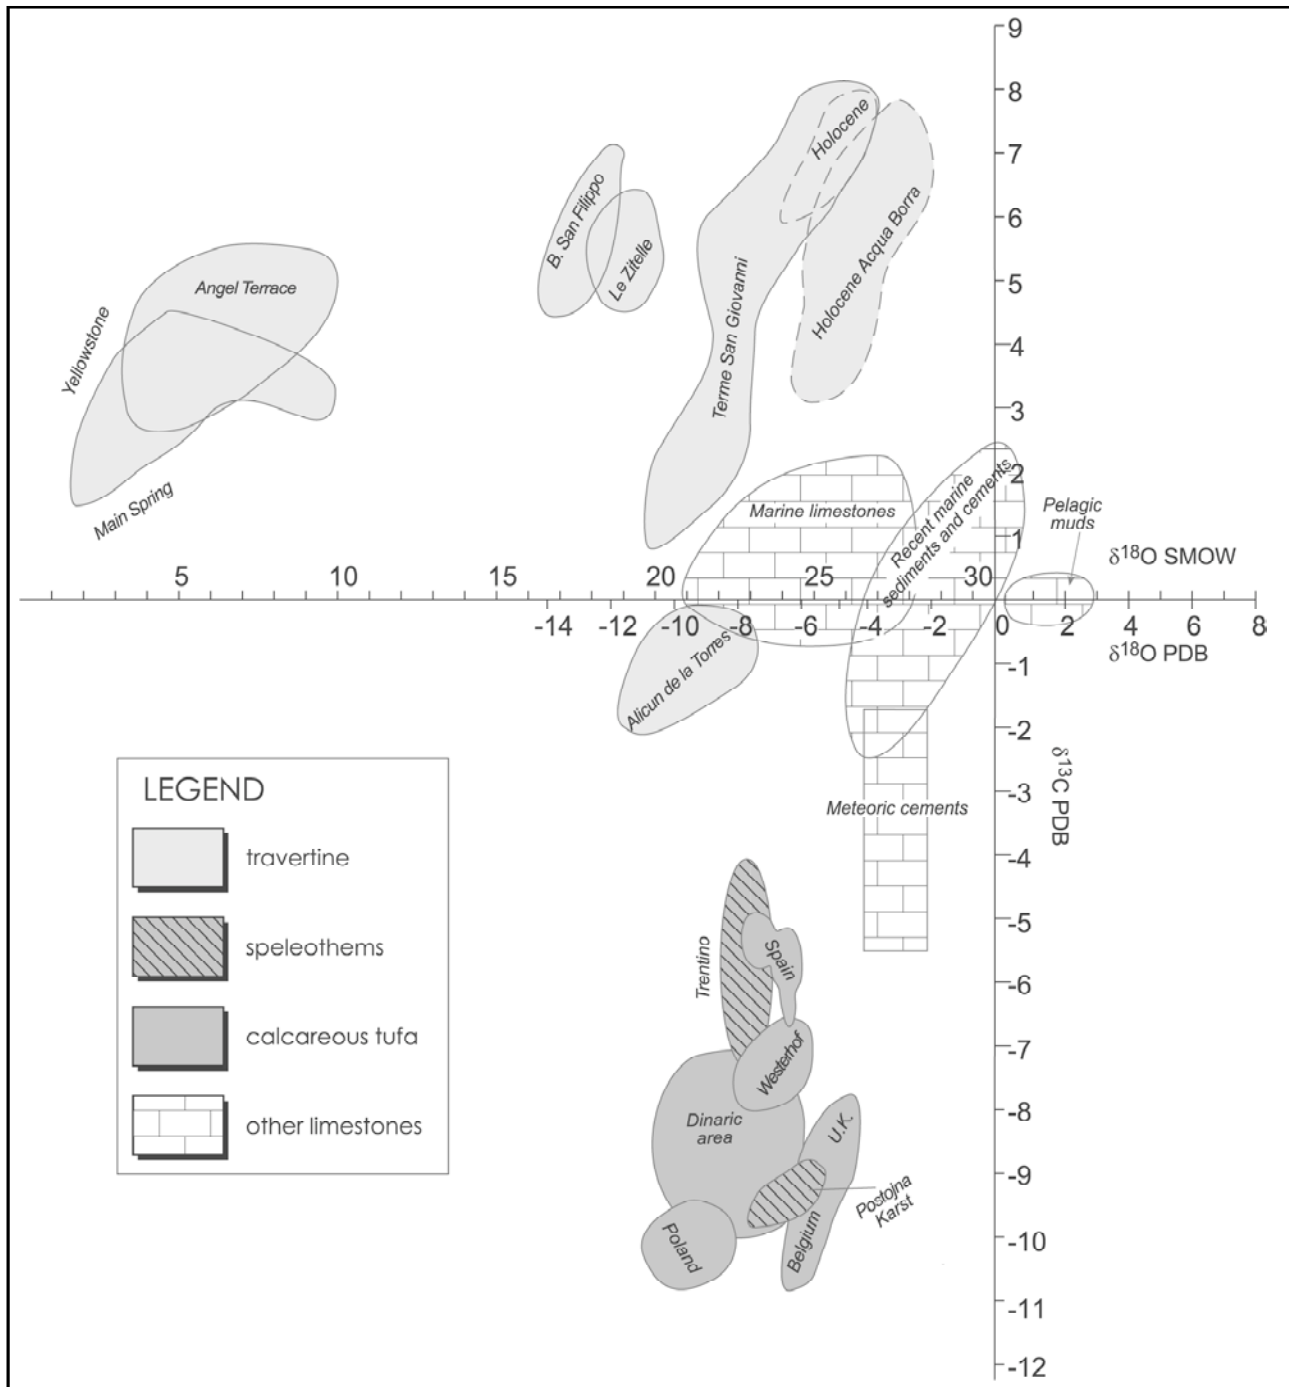 9
8
7
6
5
4
3
2
1
Holocene
Holocene Acqua Borra
B. San Filippo
Le Zitelle
Terme San Giovanni
Angel Terrace
Yellowstone
Main Spring
Marine limestones
Recent marine
sediments and cements
Pelagic
muds
δ18O SMOW
5
10
15
20
25
30
-14
-12
-10
-8
-6
-4
-2
0
2
4
6
8
δ18O PDB
Alicun de la Torres
-1
-2
-3
-4
-5
-6
-7
-8
-9
-10
-11
-12
δ13C PDB
Meteoric cements
LEGEND
travertine
speleothems
calcareous tufa
other limestones
Trentino
Spain
Westerhof
Dinaric
area
U.K.
Postojna
Karst
Belgium
Poland